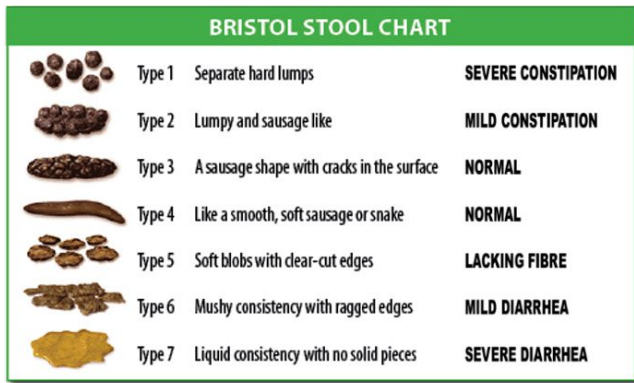 BRISTOL STOOL CHART
Type 1 Separate hard lumps SEVERE CONSTIPATION
Type 2 Lumpy and sausage like MILD CONSTIPATION
Type 3 A sausage shape with cracks in the surface NORMAL
Type 4 Like a smooth, soft sausage or snake NORMAL
Type 5 Soft blobs with clear-cut edges LACKING FIBRE
Type 6 Mushy consistency with ragged edges MILD DIARRHEA
Type 7 Liquid consistency with no solid pieces SEVERE DIARRHEA